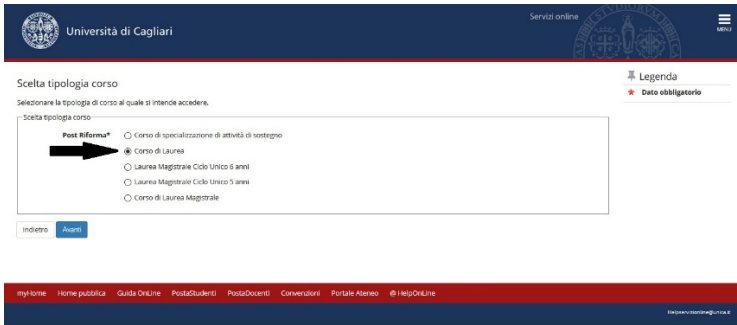 Servizi online
MENU
Università di Cagliari
Scelta tipologia corso
Selezionare la tipologia di corso al quale si intende accedere.
Scelta tipologia corso
Post Riforma*
Corso di specializzazione di attività di sostegno
Corso di Laurea
Laurea Magistrale Ciclo Unico 6 anni
Laurea Magistrale Ciclo Unico 5 anni
Corso di Laurea Magistrale
Indietro Avanti
Legenda
Dato obbligatorio
myHome Home pubblica Guida OnLine PostaStudenti PostaDocenti Convenzioni Portale Ateneo @ HelpOnLine
Helpservizionline@unica.it